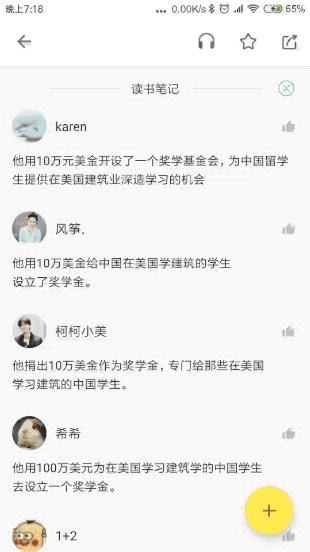 晚上7:18
... 0.00K/s 65%
读书笔记
karen
他用10万元美金开设了一个奖学基金会，为中国留学
生提供在美国建筑业深造学习的机会
风筝.
他用10万美金给中国在美国学建筑的学生
设立了奖学金。
柯柯小美
他捐出10万美金作为奖学金，专门给那些在美国
学习建筑的中国学生。
希希
他用100万美元为在美国学习建筑学的中国学生
去设立一个奖学金。
1+2